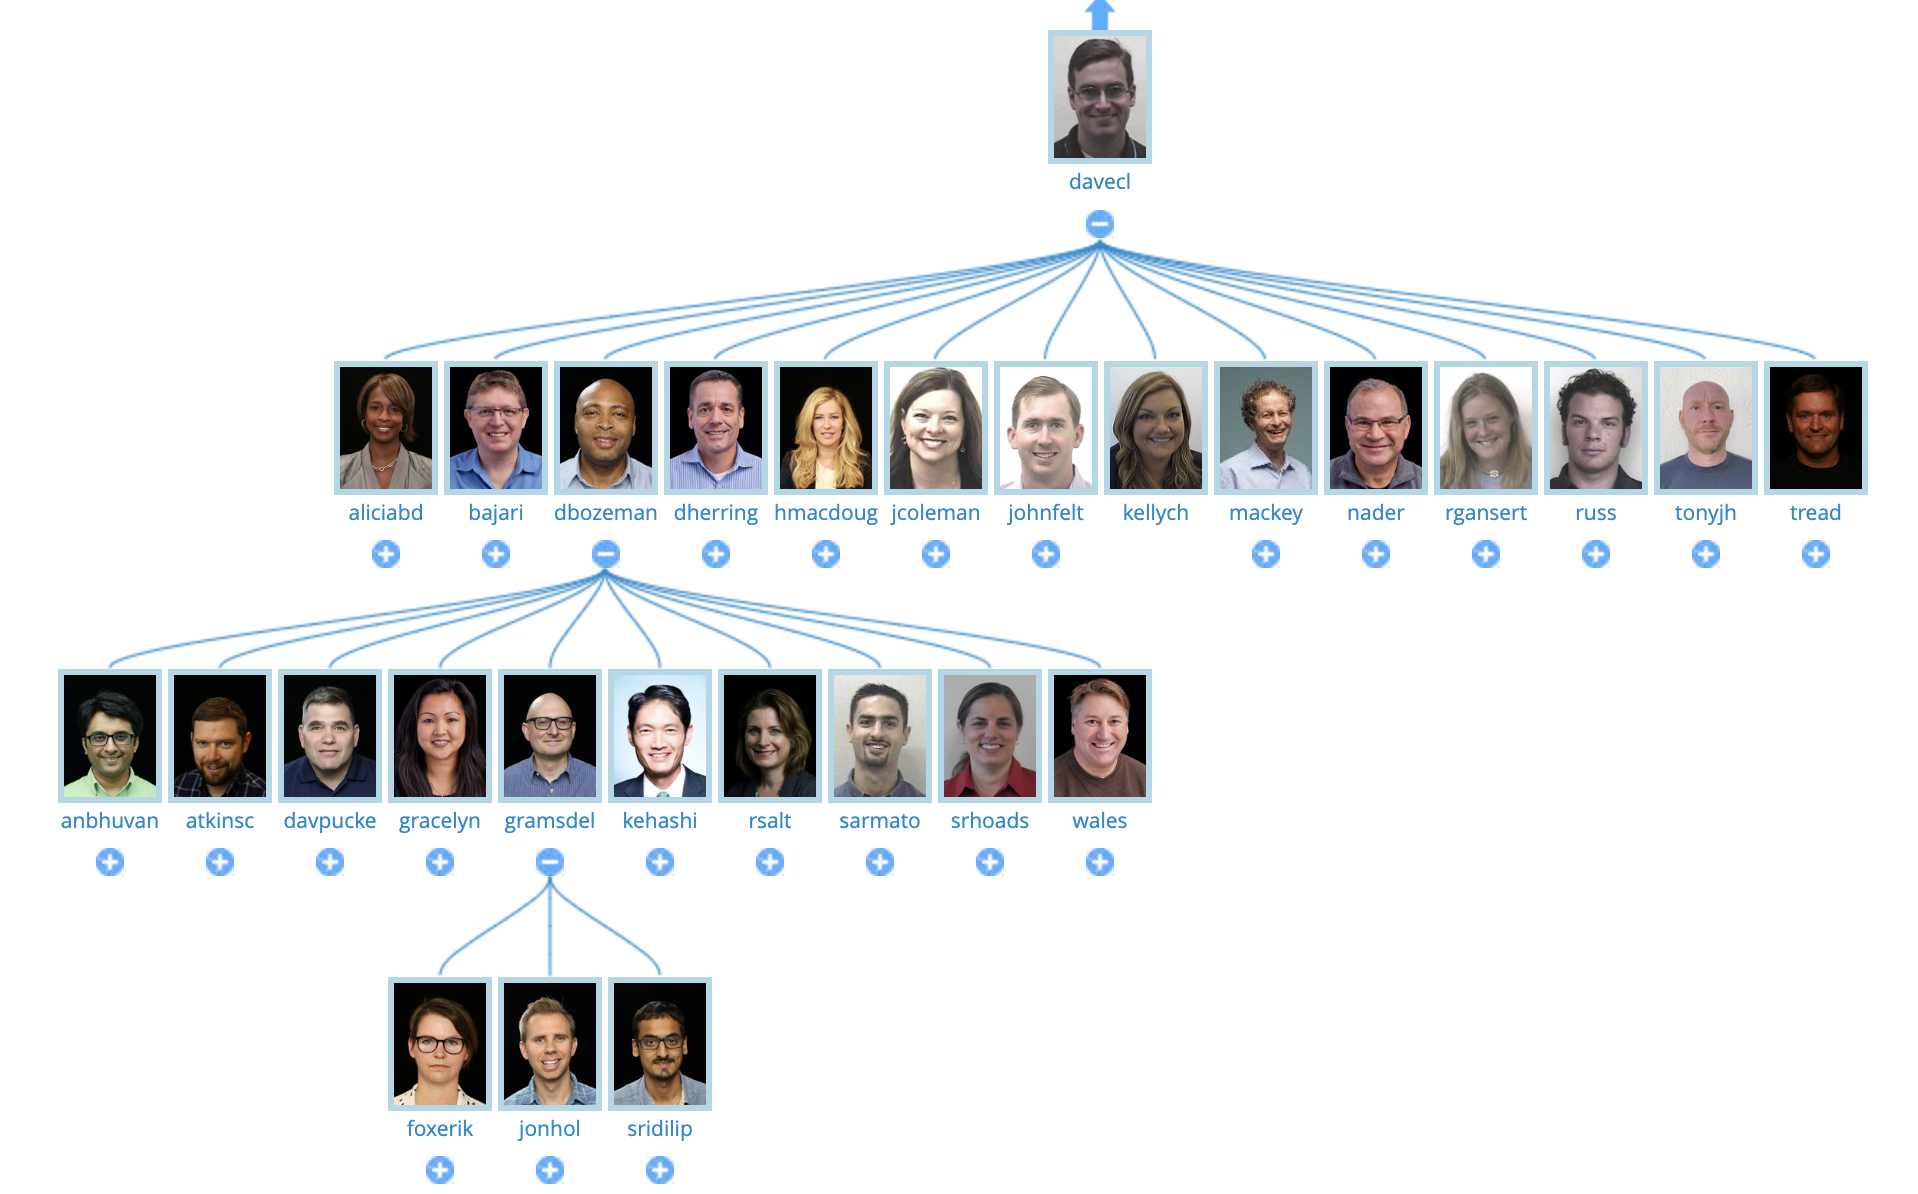 davecl
aliciabd bajari dbozeman dherring hmacdoug jcoleman johnfelt kellych mackey nader rgansert russ tonyjh tread
anbhuvan atkinsc davpucke gracelyn gramsdel kehashi rsalt sarmato srhoads wales
foxerik jonhol sridilip